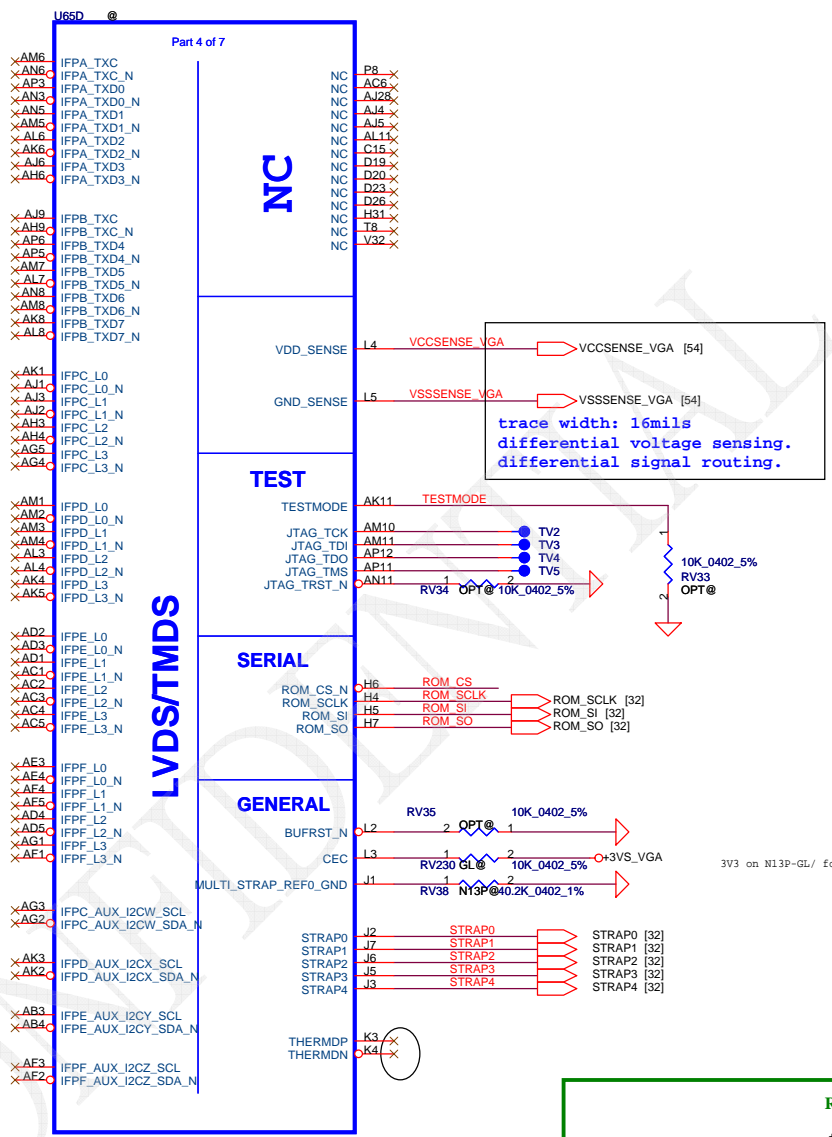 U65D @
Part 4 of 7
AM6 IFPA_TXC
AN6 IFPA_TXC_N
AP3 IFPA_TXD0
AN3 IFPA_TXD0_N
AN5 IFPA_TXD1
AM5 IFPA_TXD1_N
AL6 IFPA_TXD2
AK6 IFPA_TXD2_N
AJ6 IFPA_TXD3
AH6 IFPA_TXD3_N
AJ9 IFPB_TXC
AH9 IFPB_TXC_N
AP6 IFPB_TXD4
AP5 IFPB_TXD4_N
AM7 IFPB_TXD5
AL7 IFPB_TXD5_N
AN8 IFPB_TXD6
AM8 IFPB_TXD6_N
AK8 IFPB_TXD7
AL8 IFPB_TXD7_N
AK1 IFPC_L0
AJ1 IFPC_L0_N
AJ3 IFPC_L1
AJ2 IFPC_L1_N
AH3 IFPC_L2
AH4 IFPC_L2_N
AG5 IFPC_L3
AG4 IFPC_L3_N
AM1 IFPD_L0
AM2 IFPD_L0_N
AM3 IFPD_L1
AM4 IFPD_L1_N
AL3 IFPD_L2
AL4 IFPD_L2_N
AK4 IFPD_L3
AK5 IFPD_L3_N
AD2 IFPE_L0
AD3 IFPE_L0_N
AD1 IFPE_L1
AC1 IFPE_L1_N
AC2 IFPE_L2
AC3 IFPE_L2_N
AC4 IFPE_L3
AC5 IFPE_L3_N
AE3 IFPF_L0
AE4 IFPF_L0_N
AF4 IFPF_L1
AF5 IFPF_L1_N
AD4 IFPF_L2
AD5 IFPF_L2_N
AG1 IFPF_L3
AF1 IFPF_L3_N
AG3 IFPC_AUX_I2CW_SCL
AG2 IFPC_AUX_I2CW_SDA_N
AK3 IFPD_AUX_I2CX_SCL
AK2 IFPD_AUX_I2CX_SDA_N
AB3 IFPE_AUX_I2CY_SCL
AB4 IFPE_AUX_I2CY_SDA_N
AF3 IFPF_AUX_I2CZ_SCL
AF2 IFPF_AUX_I2CZ_SDA_N
LVDS/TMDS
NC
NC P8
NC AC6
NC AJ28
NC AJ4
NC AJ5
NC AL11
NC C15
NC D19
NC D20
NC D23
NC D26
NC H31
NC T8
NC V32
VDD_SENSE L4 VCCSENSE_VGA VCCSENSE_VGA [54]
GND_SENSE L5 VSSSENSE_VGA VSSSENSE_VGA [54]
trace width: 16mils
differential voltage sensing.
differential signal routing.
TEST
TESTMODE AK11 TESTMODE
JTAG_TCK AM10 TV2
JTAG_TDI AM11 TV3
JTAG_TDO AP12 TV4
JTAG_TMS AP11 TV5
JTAG_TRST_N AN11 1 2
RV34 OPT@ 10K_0402_5%
1
10K_0402_5%
RV33
OPT@
2
SERIAL
ROM_CS_N H6 ROM_CS
ROM_SCLK H4 ROM_SCLK ROM_SCLK [32]
ROM_SI H5 ROM_SI ROM_SI [32]
ROM_SO H7 ROM_SO ROM_SO [32]
GENERAL
RV35 OPT@ 10K_0402_5%
BUFRST_N L2 2 1
CEC L3 1 2 +3VS_VGA
RV230 GL@ 10K_0402_5%
3V3 on N13P-GL/ fo
MULTI_STRAP_REF0_GND J1 1 2
RV38 N13P@ 40.2K_0402_1%
STRAP0 J2 STRAP0 STRAP0 [32]
STRAP1 J7 STRAP1 STRAP1 [32]
STRAP2 J6 STRAP2 STRAP2 [32]
STRAP3 J5 STRAP3 STRAP3 [32]
STRAP4 J3 STRAP4 STRAP4 [32]
THERMDP K3
THERMDN K4
R